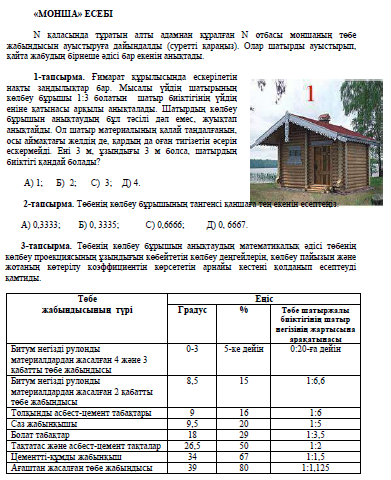 «МОНША» ЕСЕБІ
N қаласында тұратын алты адамнан құралған N отбасы моншаның төбе
жабындысын ауыстыруға дайындалды (суретті қараңыз). Олар шатырды ауыстырып,
қайта жабудың бірнеше әдісі бар екенін анықтады.
1-тапсырма. Ғимарат құрылысында ескерілетін
нақты заңдылықтар бар. Мысалы үйдің шатырының
көлбеу бұрышы 1:3 болатын шатыр биіктігінің үйдің
еніне қатынасы арқылы анықталады. Шатырдың көлбеу
бұрышын анықтаудың бұл тәсілі дәл емес, жуықтап
анықтайды. Ол шатыр материалының қалай таңдалғанын,
осы аймақтағы желдің де, қардың да оған тигізетін әсерін
ескермейді. Ені 3 м, ұзындығы 3 м болса, шатырдың
биіктігі қандай болады?
1
А) 1; Б) 2; С) 3; Д) 4.
2-тапсырма. Төбенің көлбеу бұрышының тангенсі қаншаға тең екенін есептеңіз.
А) 0,3333; Б) 0, 3335; С) 0,6666; Д) 0, 6667.
3-тапсырма. Төбенің көлбеу бұрышын анықтаудың математикалық әдісі төбенің
көлбеу проекциясының ұзындығын көбейтетін көлбеу деңгейлерін, көлбеу пайызын және
жотаның көтерілу коэффициентін көрсететін арнайы кестені қолданып есептеуді
қамтиды.
Төбе жабындысының түрі
Еңіс
Градус
%
Төбе шатыржалы биіктігінің шатыр негізінің жартысына арақатынасы
Битум негізді рулонды материалдардан жасалған 4 және 3 қабатты төбе жабындысы
0-3
5-ке дейін
0:20-ға дейін
Битум негізді рулонды материалдардан жасалған 2 қабатты төбе жабындысы
8,5
15
1:6,6
Толқынды асбест-цемент табақтары
9
16
1:6
Саз жабынқышы
9,5
20
1:5
Болат табақтар
18
29
1:3,5
Тақтатас және асбест-цемент тақталар
26,5
50
1:2
Цементті-құмды жабынқыш
34
67
1:1,5
Ағаштан жасалған төбе жабындысы
39
80
1:1,125